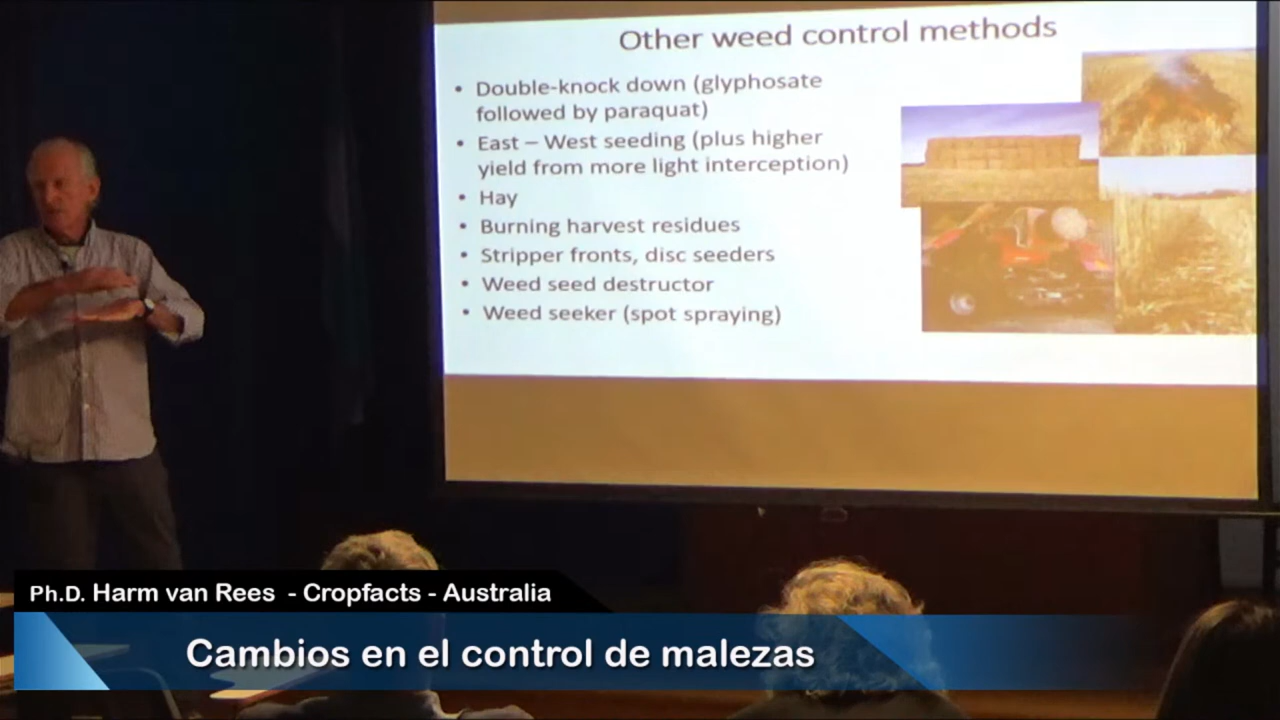 Other weed control methods
• Double-knock down (glyphosate
followed by paraquat)
• East – West seeding (plus higher
yield from more light interception)
• Hay
• Burning harvest residues
• Stripper fronts, disc seeders
• Weed seed destructor
• Weed seeker (spot spraying)
Ph.D. Harm van Rees - Cropfacts - Australia
Cambios en el control de malezas